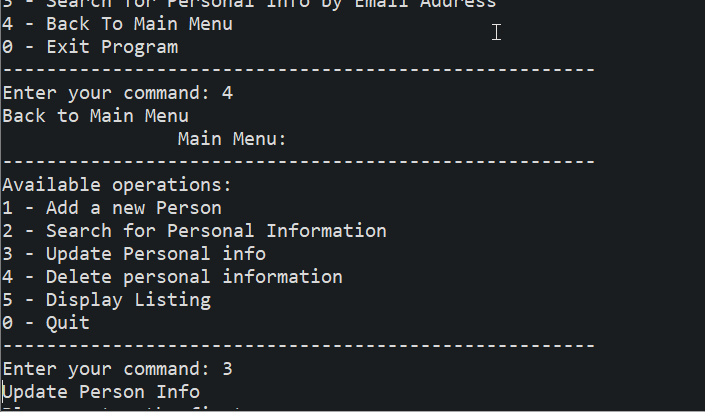 3 - Search for Personal Info by Email Address
4 - Back To Main Menu
0 - Exit Program
------------------------------------------------------
Enter your command: 4
Back to Main Menu
                Main Menu:
------------------------------------------------------
Available operations:
1 - Add a new Person
2 - Search for Personal Information
3 - Update Personal info
4 - Delete personal information
5 - Display Listing
0 - Quit
------------------------------------------------------
Enter your command: 3
Update Person Info